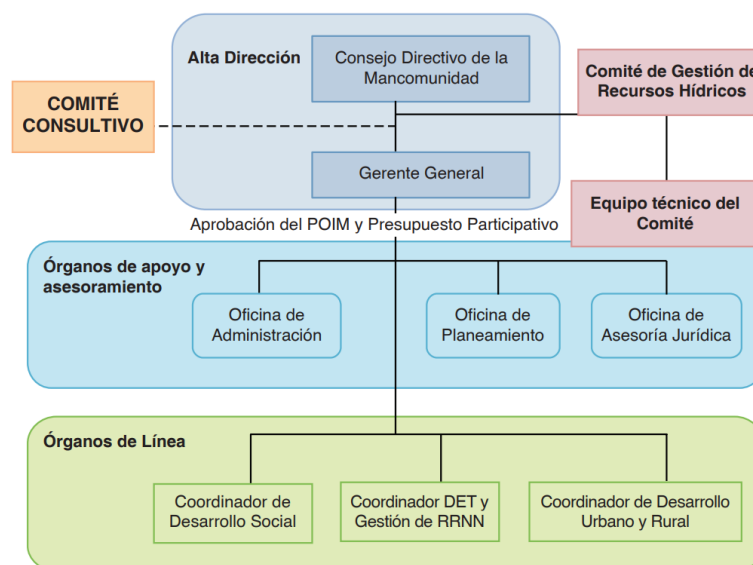 Alta Dirección
Consejo Directivo de la
Mancomunidad
Comité de Gestión de
Recursos Hídricos
COMITÉ
CONSULTIVO
Gerente General
Equipo técnico del
Comité
Aprobación del POIM y Presupuesto Participativo
Órganos de apoyo y
asesoramiento
Oficina de
Administración
Oficina de
Planeamiento
Oficina de
Asesoría Jurídica
Órganos de Línea
Coordinador de
Desarrollo Social
Coordinador DET y
Gestión de RRNN
Coordinador de Desarrollo
Urbano y Rural